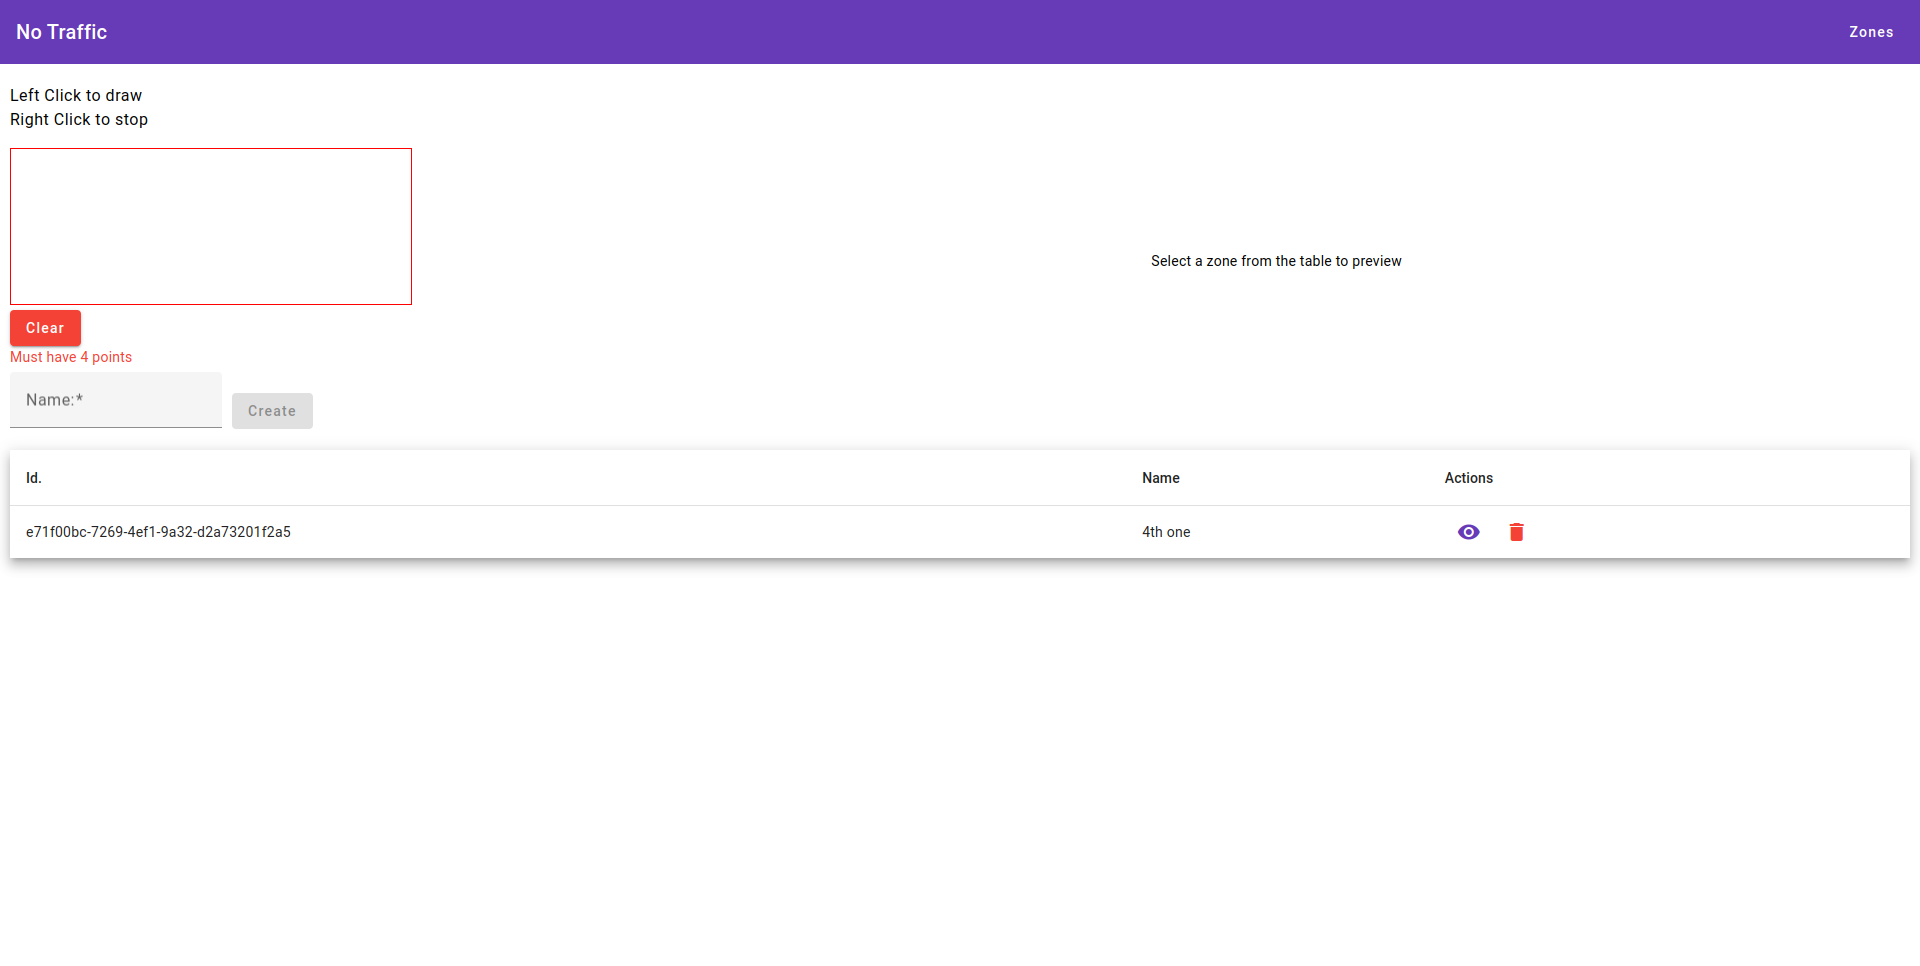 No Traffic
Zones
Left Click to draw
Right Click to stop
Select a zone from the table to preview
Clear
Must have 4 points
Name:*
Create
Id. Name Actions
e71f00bc-7269-4ef1-9a32-d2a73201f2a5 4th one